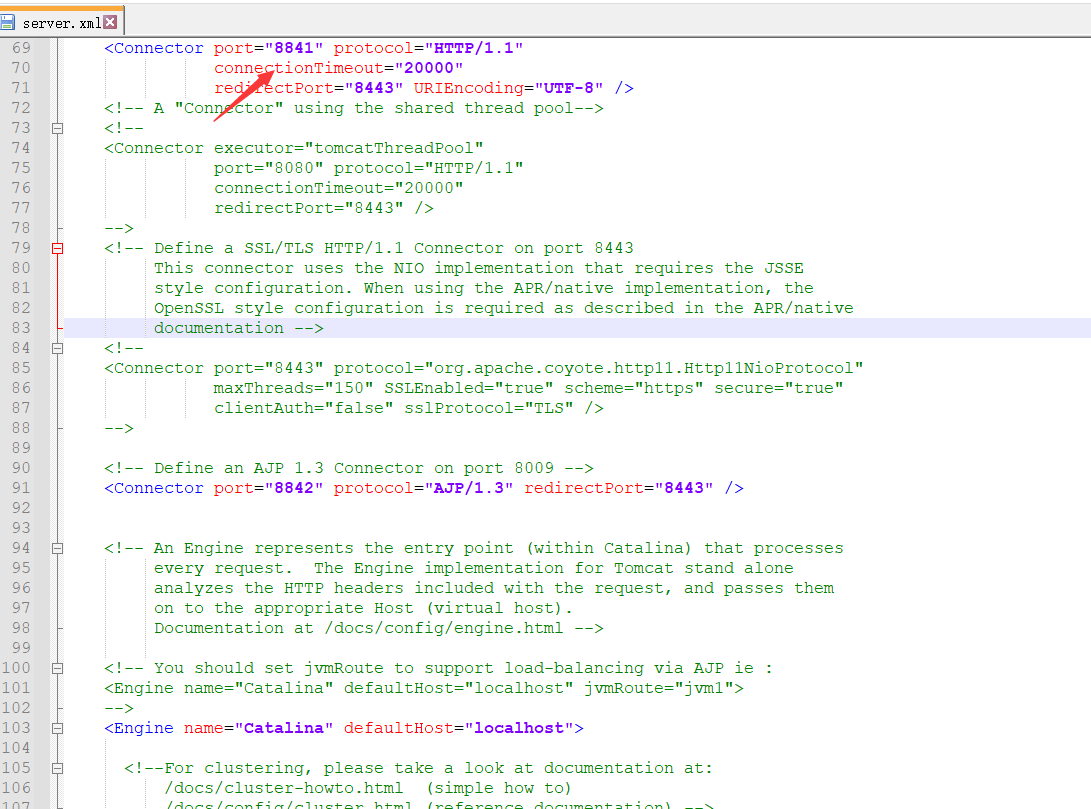 server.xml
69 <Connector port="8841" protocol="HTTP/1.1"
70 connectionTimeout="20000"
71 redirectPort="8443" URIEncoding="UTF-8" />
72 <!-- A "Connector" using the shared thread pool-->
73 <!--
74 <Connector executor="tomcatThreadPool"
75 port="8080" protocol="HTTP/1.1"
76 connectionTimeout="20000"
77 redirectPort="8443" />
78 -->
79 <!-- Define a SSL/TLS HTTP/1.1 Connector on port 8443
80 This connector uses the NIO implementation that requires the JSSE
81 style configuration. When using the APR/native implementation, the
82 OpenSSL style configuration is required as described in the APR/native
83 documentation -->
84 <!--
85 <Connector port="8443" protocol="org.apache.coyote.http11.Http11NioProtocol"
86 maxThreads="150" SSLEnabled="true" scheme="https" secure="true"
87 clientAuth="false" sslProtocol="TLS" />
88 -->
89
90 <!-- Define an AJP 1.3 Connector on port 8009 -->
91 <Connector port="8842" protocol="AJP/1.3" redirectPort="8443" />
92
93
94 <!-- An Engine represents the entry point (within Catalina) that processes
95 every request.  The Engine implementation for Tomcat stand alone
96 analyzes the HTTP headers included with the request, and passes them
97 on to the appropriate Host (virtual host).
98 Documentation at /docs/config/engine.html -->
99
100 <!-- You should set jvmRoute to support load-balancing via AJP ie :
101 <Engine name="Catalina" defaultHost="localhost" jvmRoute="jvm1">
102 -->
103 <Engine name="Catalina" defaultHost="localhost">
104
105 <!--For clustering, please take a look at documentation at:
106 /docs/cluster-howto.html  (simple how to)
107 /docs/config/cluster.html (reference documentation) -->